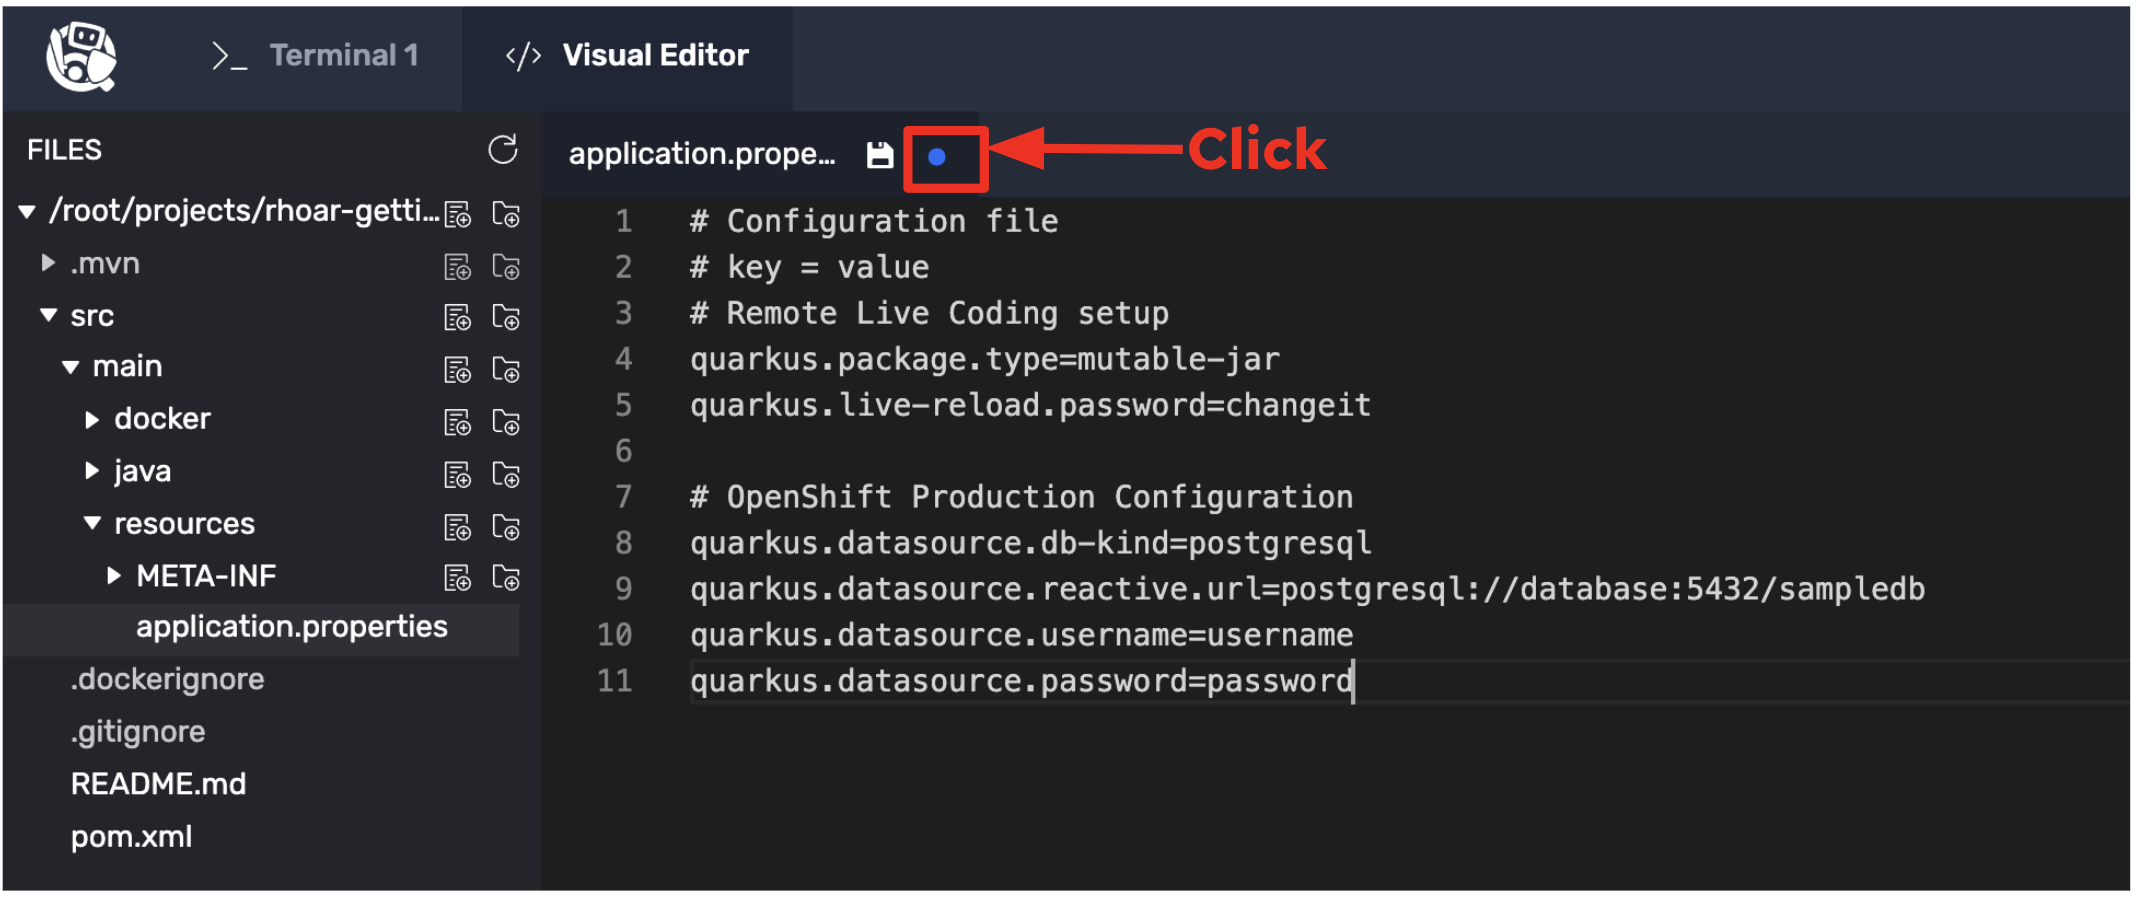 Terminal 1
</> Visual Editor
FILES
application.prope...
Click
/root/projects/rhoar-getti...
.mvn
src
main
docker
java
resources
META-INF
application.properties
.dockerignore
.gitignore
README.md
pom.xml
1 # Configuration file
2 # key = value
3 # Remote Live Coding setup
4 quarkus.package.type=mutable-jar
5 quarkus.live-reload.password=changeit
6
7 # OpenShift Production Configuration
8 quarkus.datasource.db-kind=postgresql
9 quarkus.datasource.reactive.url=postgresql://database:5432/sampledb
10 quarkus.datasource.username=username
11 quarkus.datasource.password=password